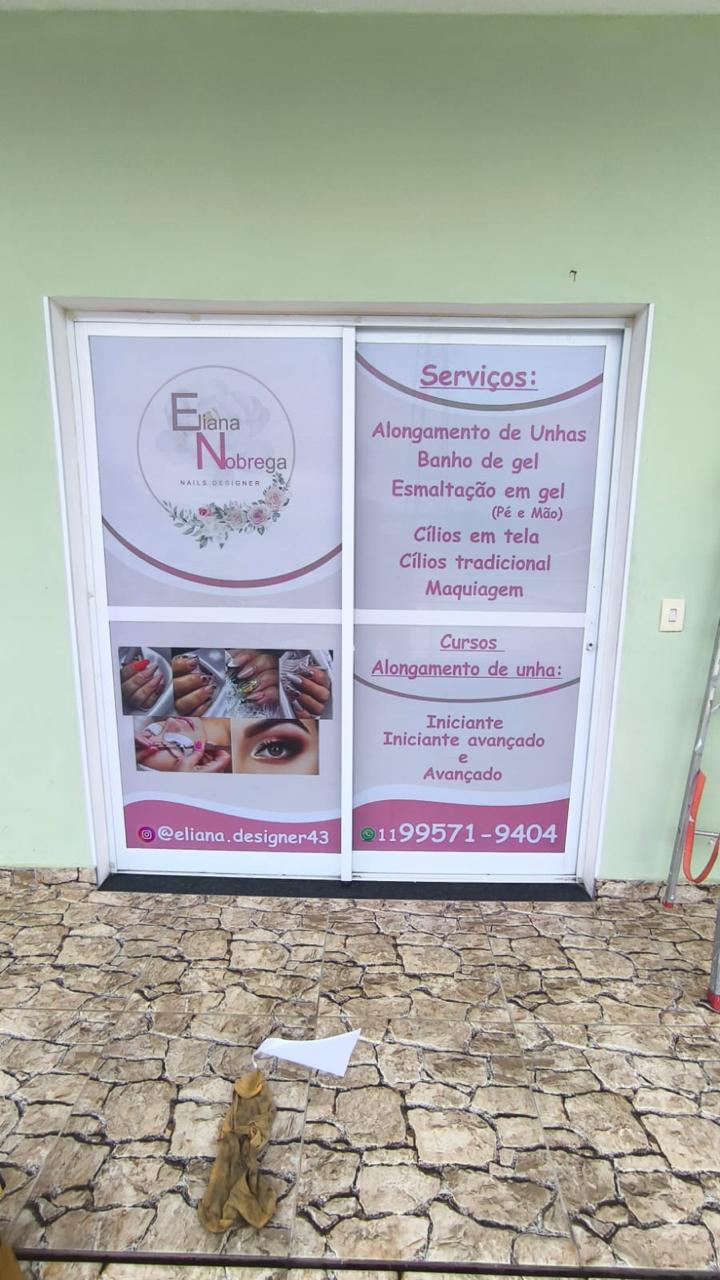 Eliana
Nobrega
NAILS DESIGNER
@eliana.designer43
Serviços:
Alongamento de Unhas
Banho de gel
Esmaltação em gel
(Pé e Mão)
Cílios em tela
Cílios tradicional
Maquiagem
Cursos
Alongamento de unha:
Iniciante
Iniciante avançado
e
Avançado
11 99571-9404